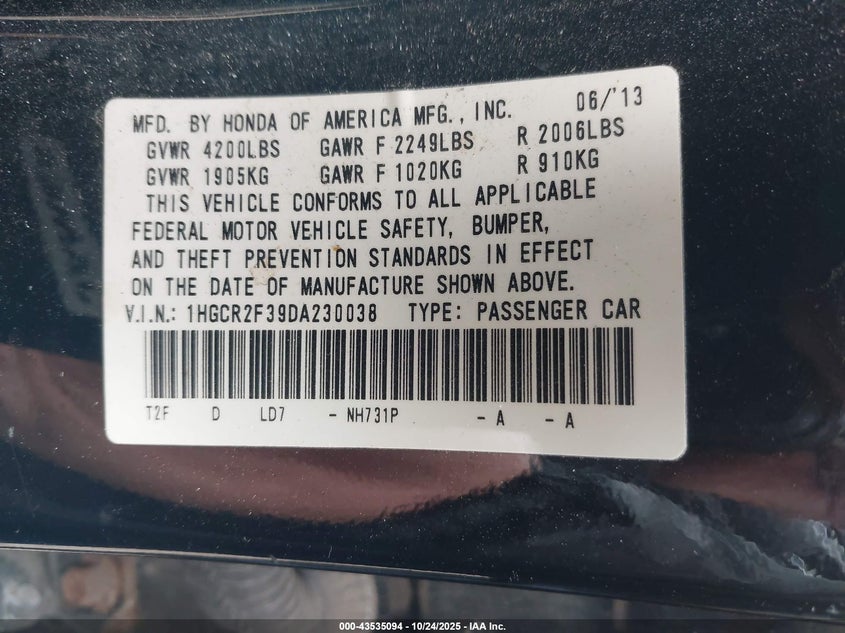 MFD. BY HONDA OF AMERICA MFG., INC. 06/'13
GVWR 4200LBS GAWR F 2249LBS R 2006LBS
GVWR 1905KG GAWR F 1020KG R 910KG
THIS VEHICLE CONFORMS TO ALL APPLICABLE
FEDERAL MOTOR VEHICLE SAFETY, BUMPER,
AND THEFT PREVENTION STANDARDS IN EFFECT
ON THE DATE OF MANUFACTURE SHOWN ABOVE.
V.I.N.: 1HGCR2F39DA230038 TYPE: PASSENGER CAR
T2F D LD7 - NH731P - A - A
000-43535094 - 10/24/2025 - IAA Inc.